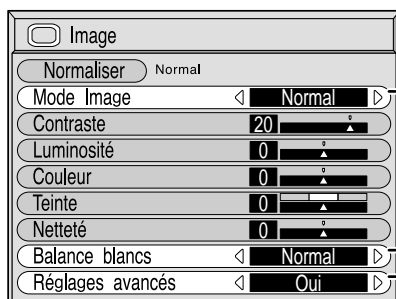 Image
Normaliser Normal
Mode Image Normal
Contraste 20
Luminosité 0
Couleur 0
Teinte 0
Netteté 0
Balance blancs Normal
Réglages avancés Oui